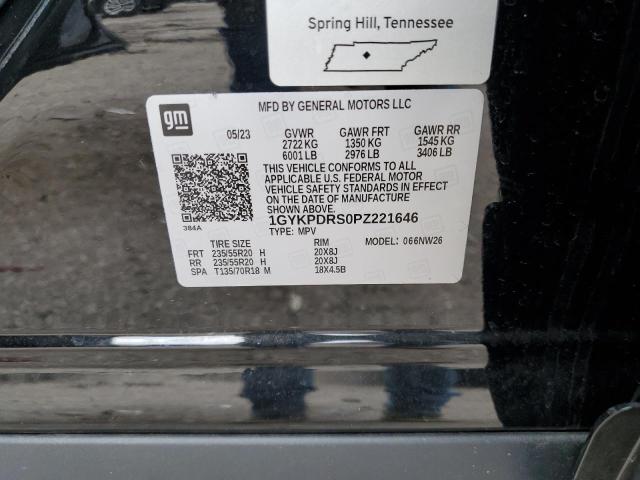 Spring Hill, Tennessee
gm
MFD BY GENERAL MOTORS LLC
05/23 GVWR GAWR FRT GAWR RR
2722 KG 1350 KG 1545 KG
6001 LB 2976 LB 3406 LB
THIS VEHICLE CONFORMS TO ALL
APPLICABLE U.S. FEDERAL MOTOR
VEHICLE SAFETY STANDARDS IN EFFECT
ON THE DATE OF MANUFACTURE
SHOWN ABOVE.
384A
1GYKPDRS0PZ221646
TYPE: MPV MODEL: 066NW26
TIRE SIZE RIM
FRT 235/55R20 H 20X8J
RR 235/55R20 H 20X8J
SPA T135/70R18 M 18X4.5B